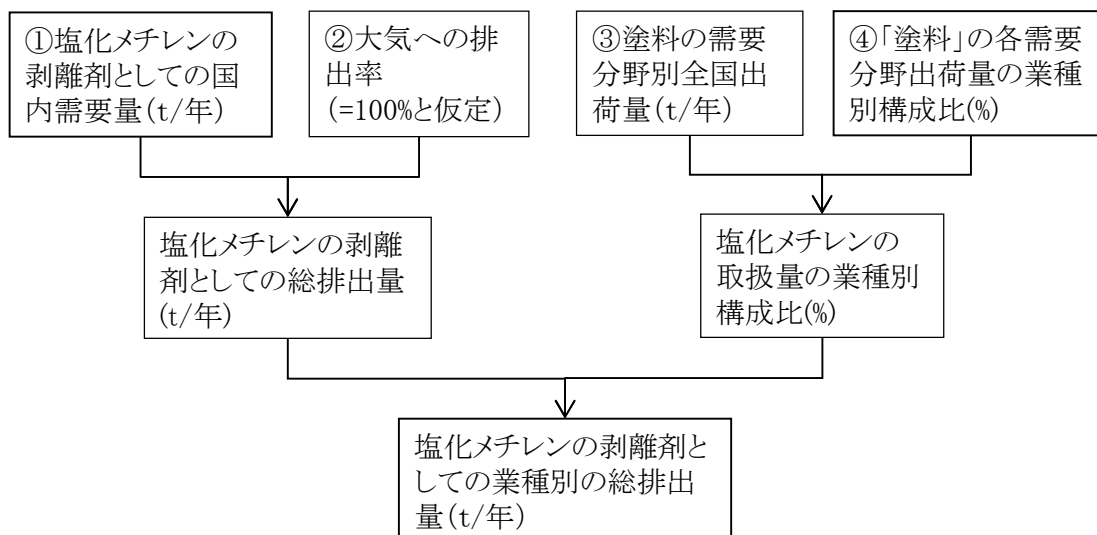 ①塩化メチレンの
剥離剤としての国
内需要量(t/年)
②大気への排
出率
(=100%と仮定)
③塗料の需要
分野別全国出
荷量(t/年)
④「塗料」の各需要
分野出荷量の業種
別構成比(%)
塩化メチレンの剥離
剤としての総排出量
(t/年)
塩化メチレンの
取扱量の業種別
構成比(%)
塩化メチレンの剥離剤と
しての業種別の総排出
量(t/年)